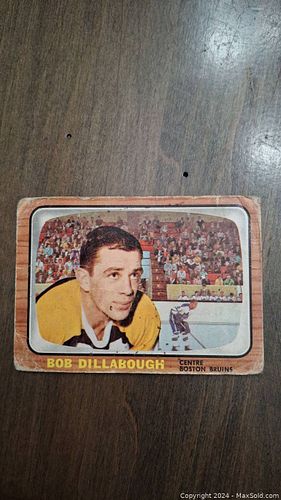 BOB DILLABOUGH
CENTRE
BOSTON BRUINS
Copyright © 2024 - MaxSold.com